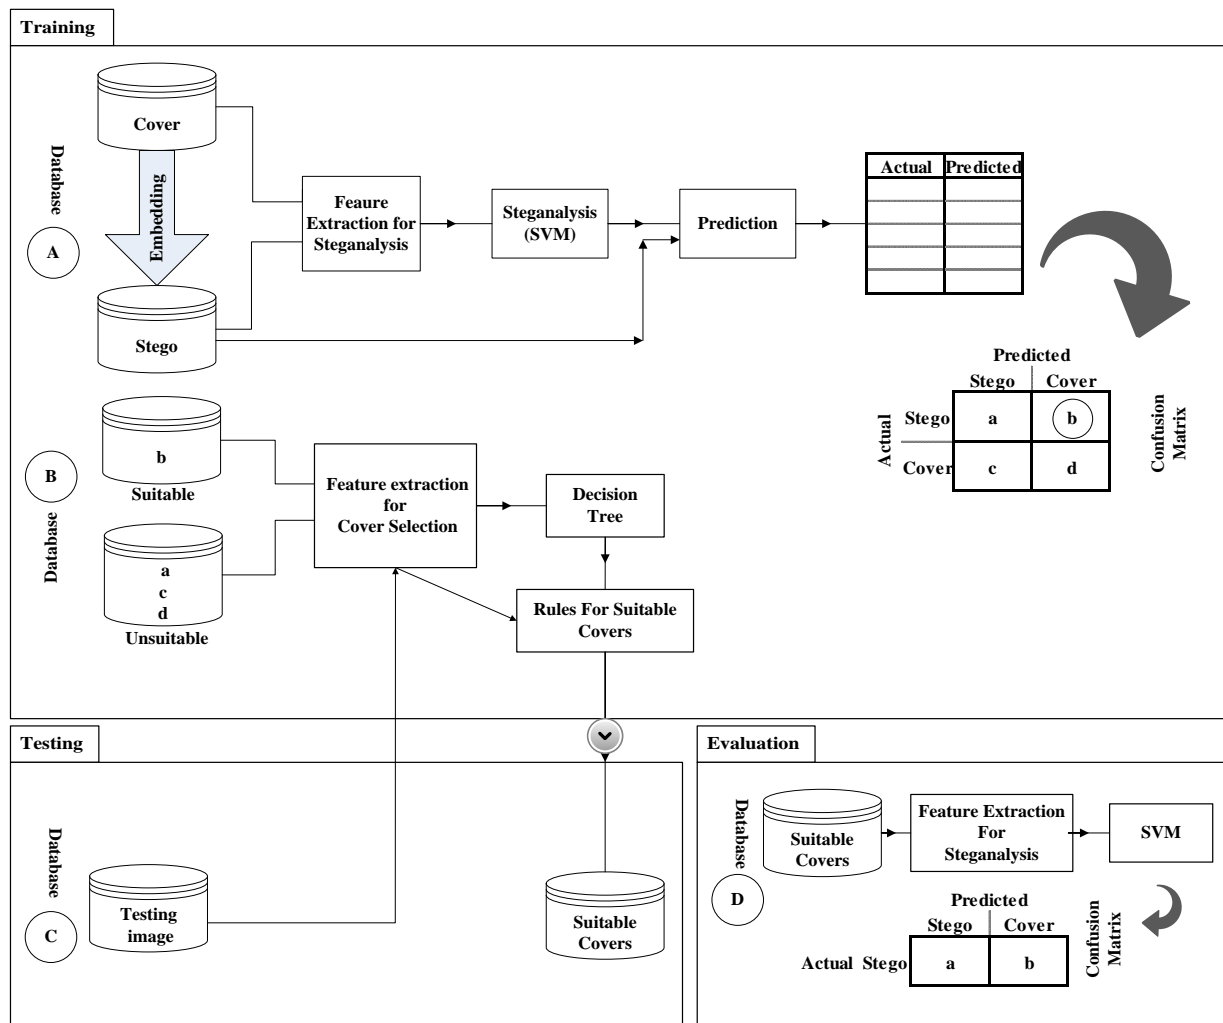 Training
Cover
Database
A
Embedding
Stego
Feaure
Extraction for
Steganalysis
Steganalysis
(SVM)
Prediction
Actual Predicted
Predicted
Stego Cover
Actual
Stego a b
Cover c d
Confusion
Matrix
b
Suitable
B
Database
a
c
d
Unsuitable
Feature extraction
for
Cover Selection
Decision
Tree
Rules For Suitable
Covers
Testing
Database
C
Testing
image
Suitable
Covers
Evaluation
Database
D
Suitable
Covers
Feature Extraction
For
Steganalysis
SVM
Predicted
Stego Cover
Actual Stego a b
Confusion
Matrix